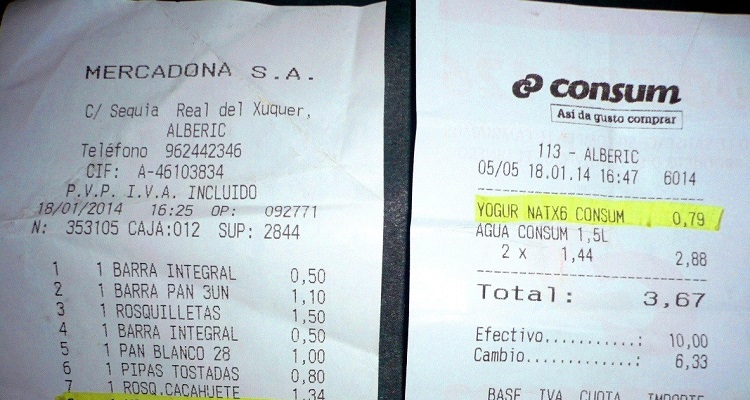 MERCADONA S.A.
C/ Sequia Real del Xuquer,
ALBERIC
Teléfono 962442346
CIF: A-46103834
P.V.P. I.V.A. INCLUIDO
18/01/2014 16:25 OP: 092771
N: 353105 CAJA:012 SUP: 2844
1 1 BARRA INTEGRAL 0,50
2 1 BARRA PAN 3UN 1,10
3 1 ROSQUILLETAS 1,50
4 1 BARRA INTEGRAL 0,50
5 1 PAN BLANCO 28 1,00
6 1 PIPAS TOSTADAS 0,80
7 1 ROSQ.CACAHUETE 1,34
consum
Así da gusto comprar
113 - ALBERIC
05/05 18.01.14 16:47 6014
YOGUR NATX6 CONSUM 0,79
AGUA CONSUM 1,5L
2 x 1,44 2,88
Total: 3,67
Efectivo...........: 10,00
Cambio.............: 6,33
BASE IVA CUOTA IMPORTE